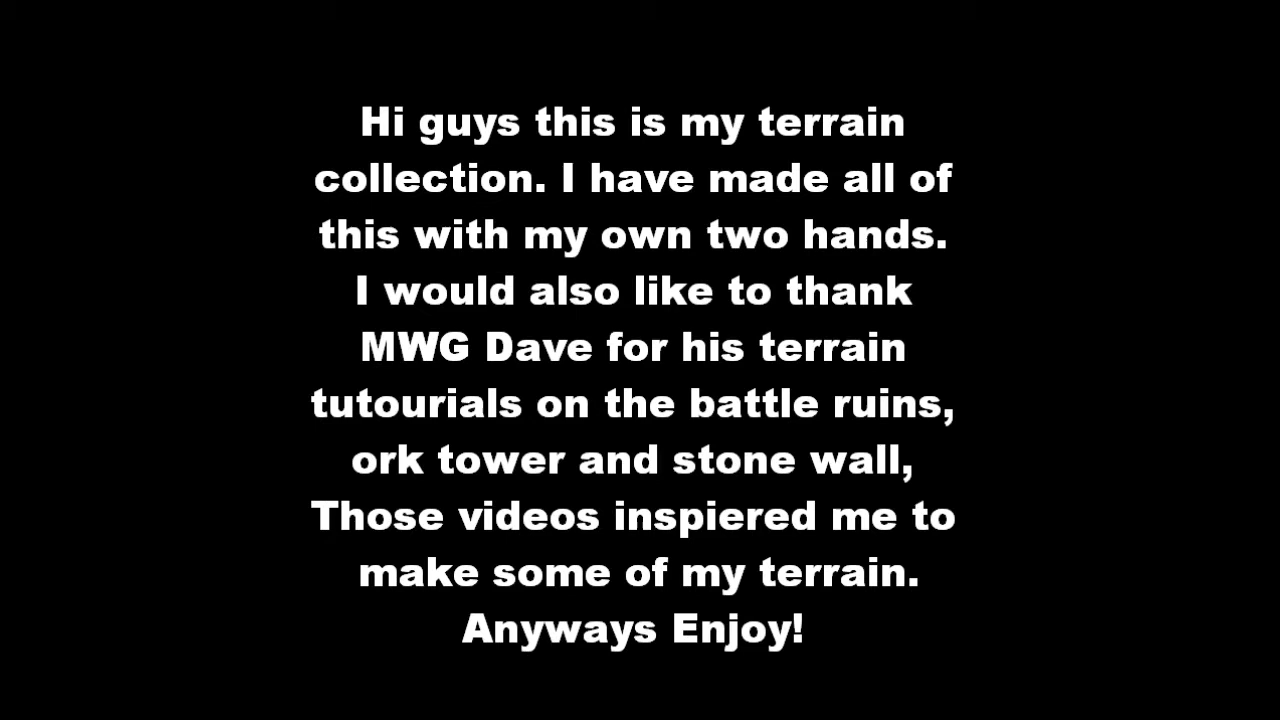 Hi guys this is my terrain
collection. I have made all of
this with my own two hands.
I would also like to thank
MWG Dave for his terrain
tutourials on the battle ruins,
ork tower and stone wall,
Those videos inspiered me to
make some of my terrain.
Anyways Enjoy!